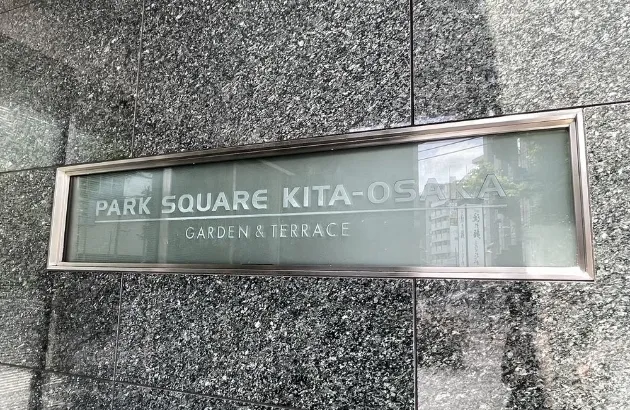 PARK SQUARE KITA-OSAKA
GARDEN & TERRACE